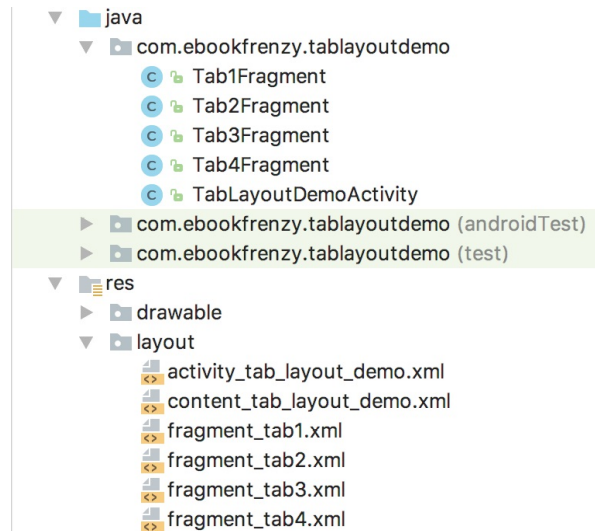 java
com.ebookfrenzy.tablayoutdemo
C Tab1Fragment
C Tab2Fragment
C Tab3Fragment
C Tab4Fragment
C TabLayoutDemoActivity
com.ebookfrenzy.tablayoutdemo (androidTest)
com.ebookfrenzy.tablayoutdemo (test)
res
drawable
layout
activity_tab_layout_demo.xml
content_tab_layout_demo.xml
fragment_tab1.xml
fragment_tab2.xml
fragment_tab3.xml
fragment_tab4.xml